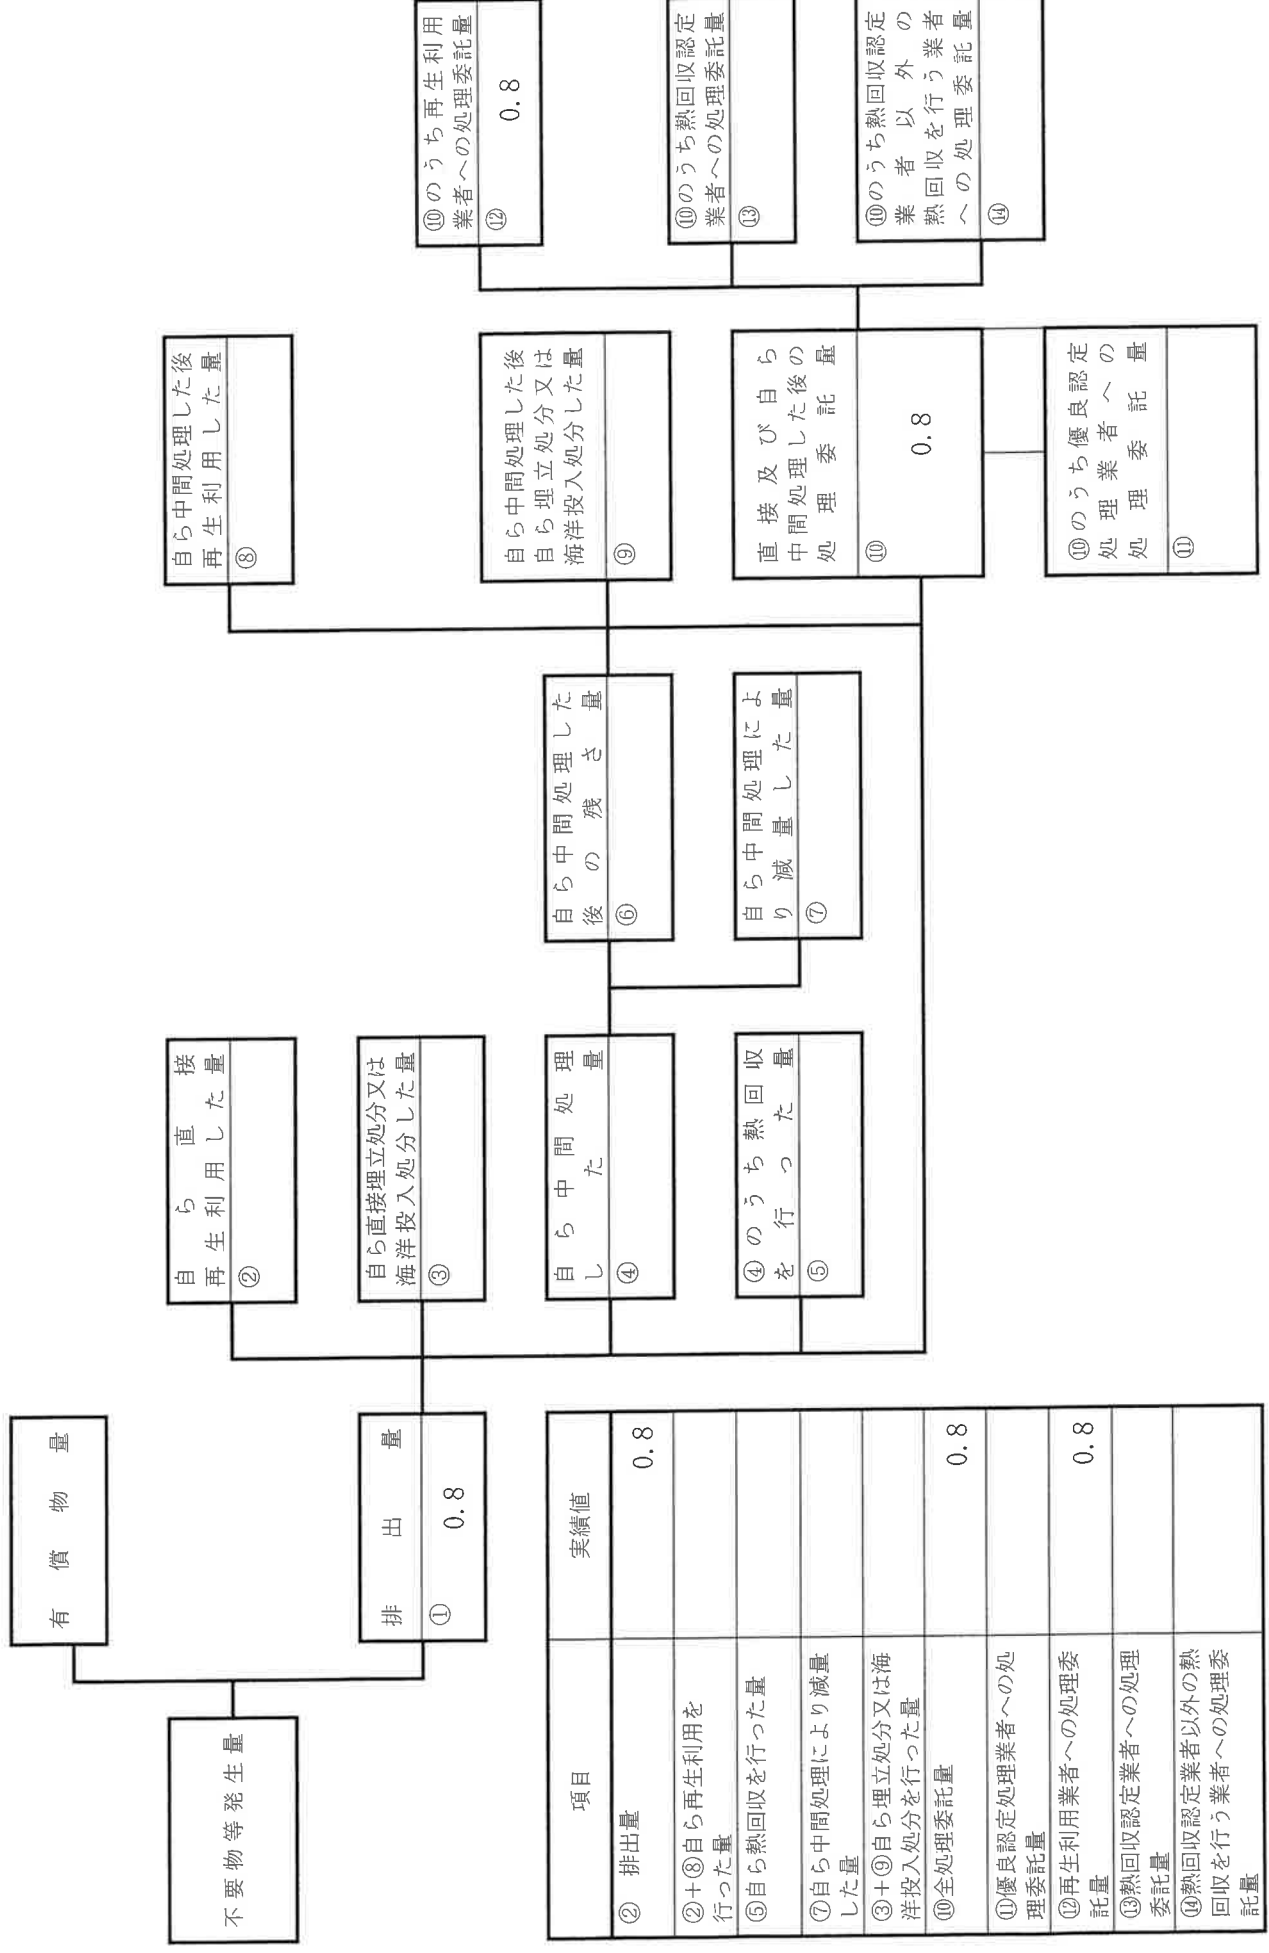 不要物等発生量
有償物量
排出量
①
0.8
自ら直接
再生利用した量
②
自ら直接埋立処分又は
海洋投入処分した量
③
自ら中間処理
した量
④
④のうち熱回収
を行った量
⑤
自ら中間処理した
後の残さ量
⑥
自ら中間処理によ
り減量した量
⑦
自ら中間処理した後
再生利用した量
⑧
自ら中間処理した後
自ら埋立処分又は
海洋投入処分した量
⑨
直接及び自ら
中間処理した後の
処理委託量
⑩
0.8
⑩のうち優良認定
処理業者への
処理委託量
⑪
⑩のうち再生利用
業者への処理委託量
⑫
0.8
⑩のうち熱回収認定
業者への処理委託量
⑬
⑩のうち熱回収認定
業者以外の
熱回収を行う業者
への処理委託量
⑭
項目 実績値
② 排出量 0.8
②+⑧自ら再生利用を
行った量
⑤自ら熱回収を行った量
⑦自ら中間処理により減量
した量
③+⑨自ら埋立処分又は海
洋投入処分を行った量
⑩全処理委託量 0.8
⑪優良認定処理業者への処
理委託量
⑫再生利用業者への処理委
託量 0.8
⑬熱回収認定業者への処理
委託量
⑭熱回収認定業者以外の熱
回収を行う業者への処理委
託量